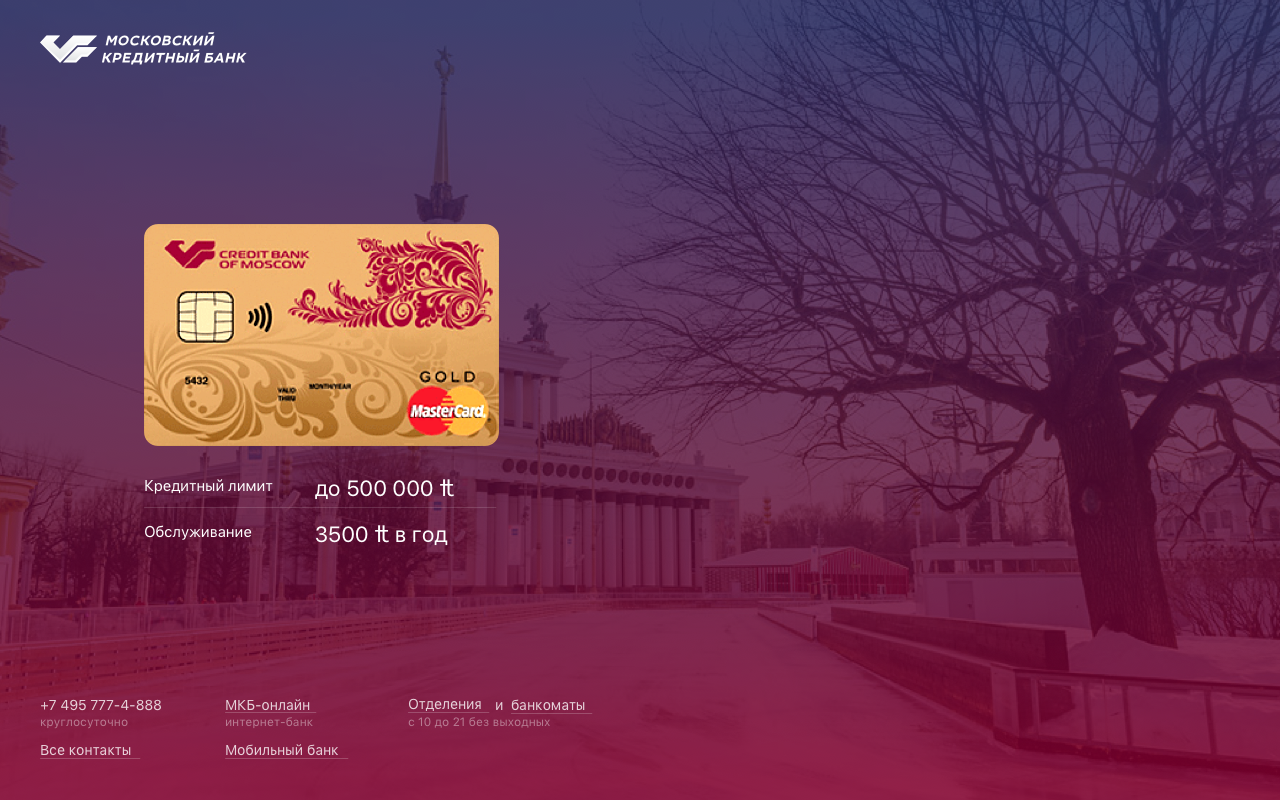 МОСКОВСКИЙ
КРЕДИТНЫЙ БАНК
CREDIT BANK
OF MOSCOW
5432
VALID
THRU
MONTH/YEAR
GOLD
MasterCard
Кредитный лимит до 500 000 ₶
Обслуживание 3500 ₶ в год
+7 495 777-4-888
круглосуточно
Все контакты
МКБ-онлайн
интернет-банк
Мобильный банк
Отделения и банкоматы
с 10 до 21 без выходных